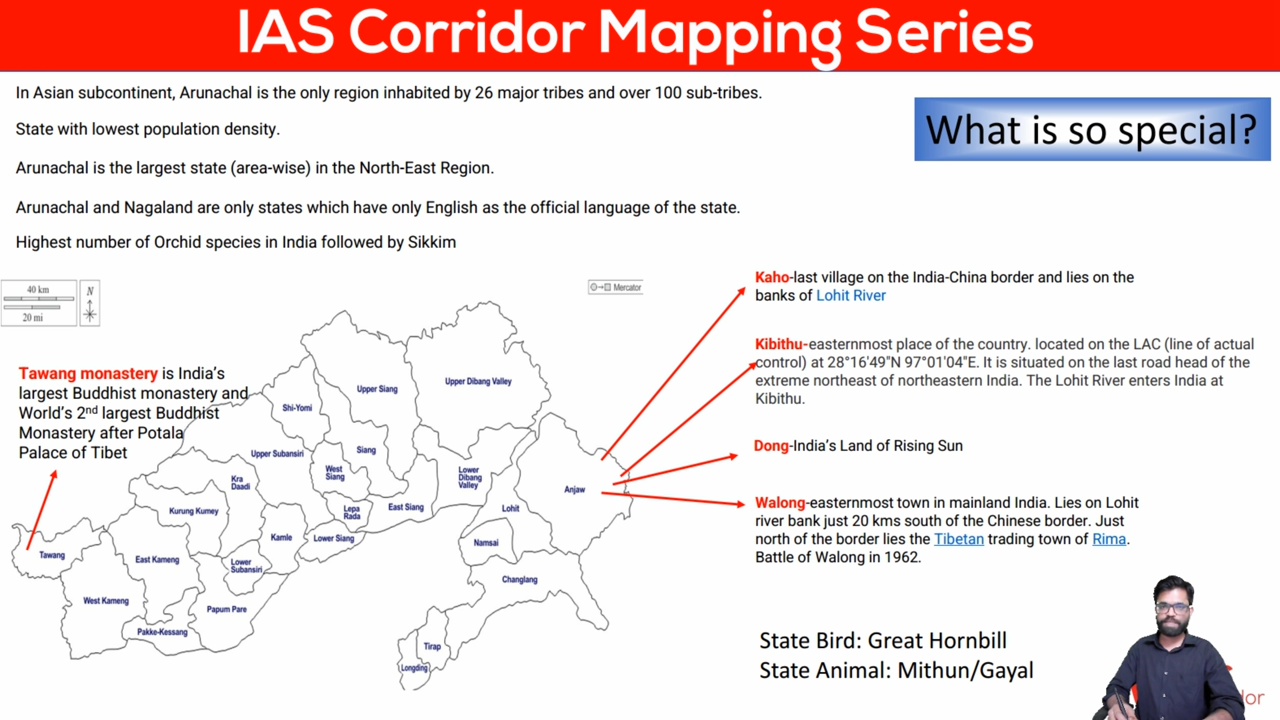 IAS Corridor Mapping Series
In Asian subcontinent, Arunachal is the only region inhabited by 26 major tribes and over 100 sub-tribes.
State with lowest population density.
Arunachal is the largest state (area-wise) in the North-East Region.
Arunachal and Nagaland are only states which have only English as the official language of the state.
Highest number of Orchid species in India followed by Sikkim
What is so special?
40 km
20 mi
N
Mercator
Tawang monastery is India's
largest Buddhist monastery and
World's 2nd largest Buddhist
Monastery after Potala
Palace of Tibet
Upper Siang
Upper Dibang Valley
Shi-Yomi
Upper Subansiri
Siang
West
Siang
Kra
Daadi
Lower
Dibang
Valley
Anjaw
Kurung Kumey
Lepa
Rada
East Siang
Lohit
Kamle
Lower Siang
Namsai
Tawang
East Kameng
Lower
Subansiri
Changlang
West Kameng
Papum Pare
Pakke-Kessang
Tirap
Longding
Kaho-last village on the India-China border and lies on the
banks of Lohit River
Kibithu-easternmost place of the country. located on the LAC (line of actual
control) at 28°16'49"N 97°01'04"E. It is situated on the last road head of the
extreme northeast of northeastern India. The Lohit River enters India at
Kibithu.
Dong-India's Land of Rising Sun
Walong-easternmost town in mainland India. Lies on Lohit
river bank just 20 kms south of the Chinese border. Just
north of the border lies the Tibetan trading town of Rima.
Battle of Walong in 1962.
State Bird: Great Hornbill
State Animal: Mithun/Gayal